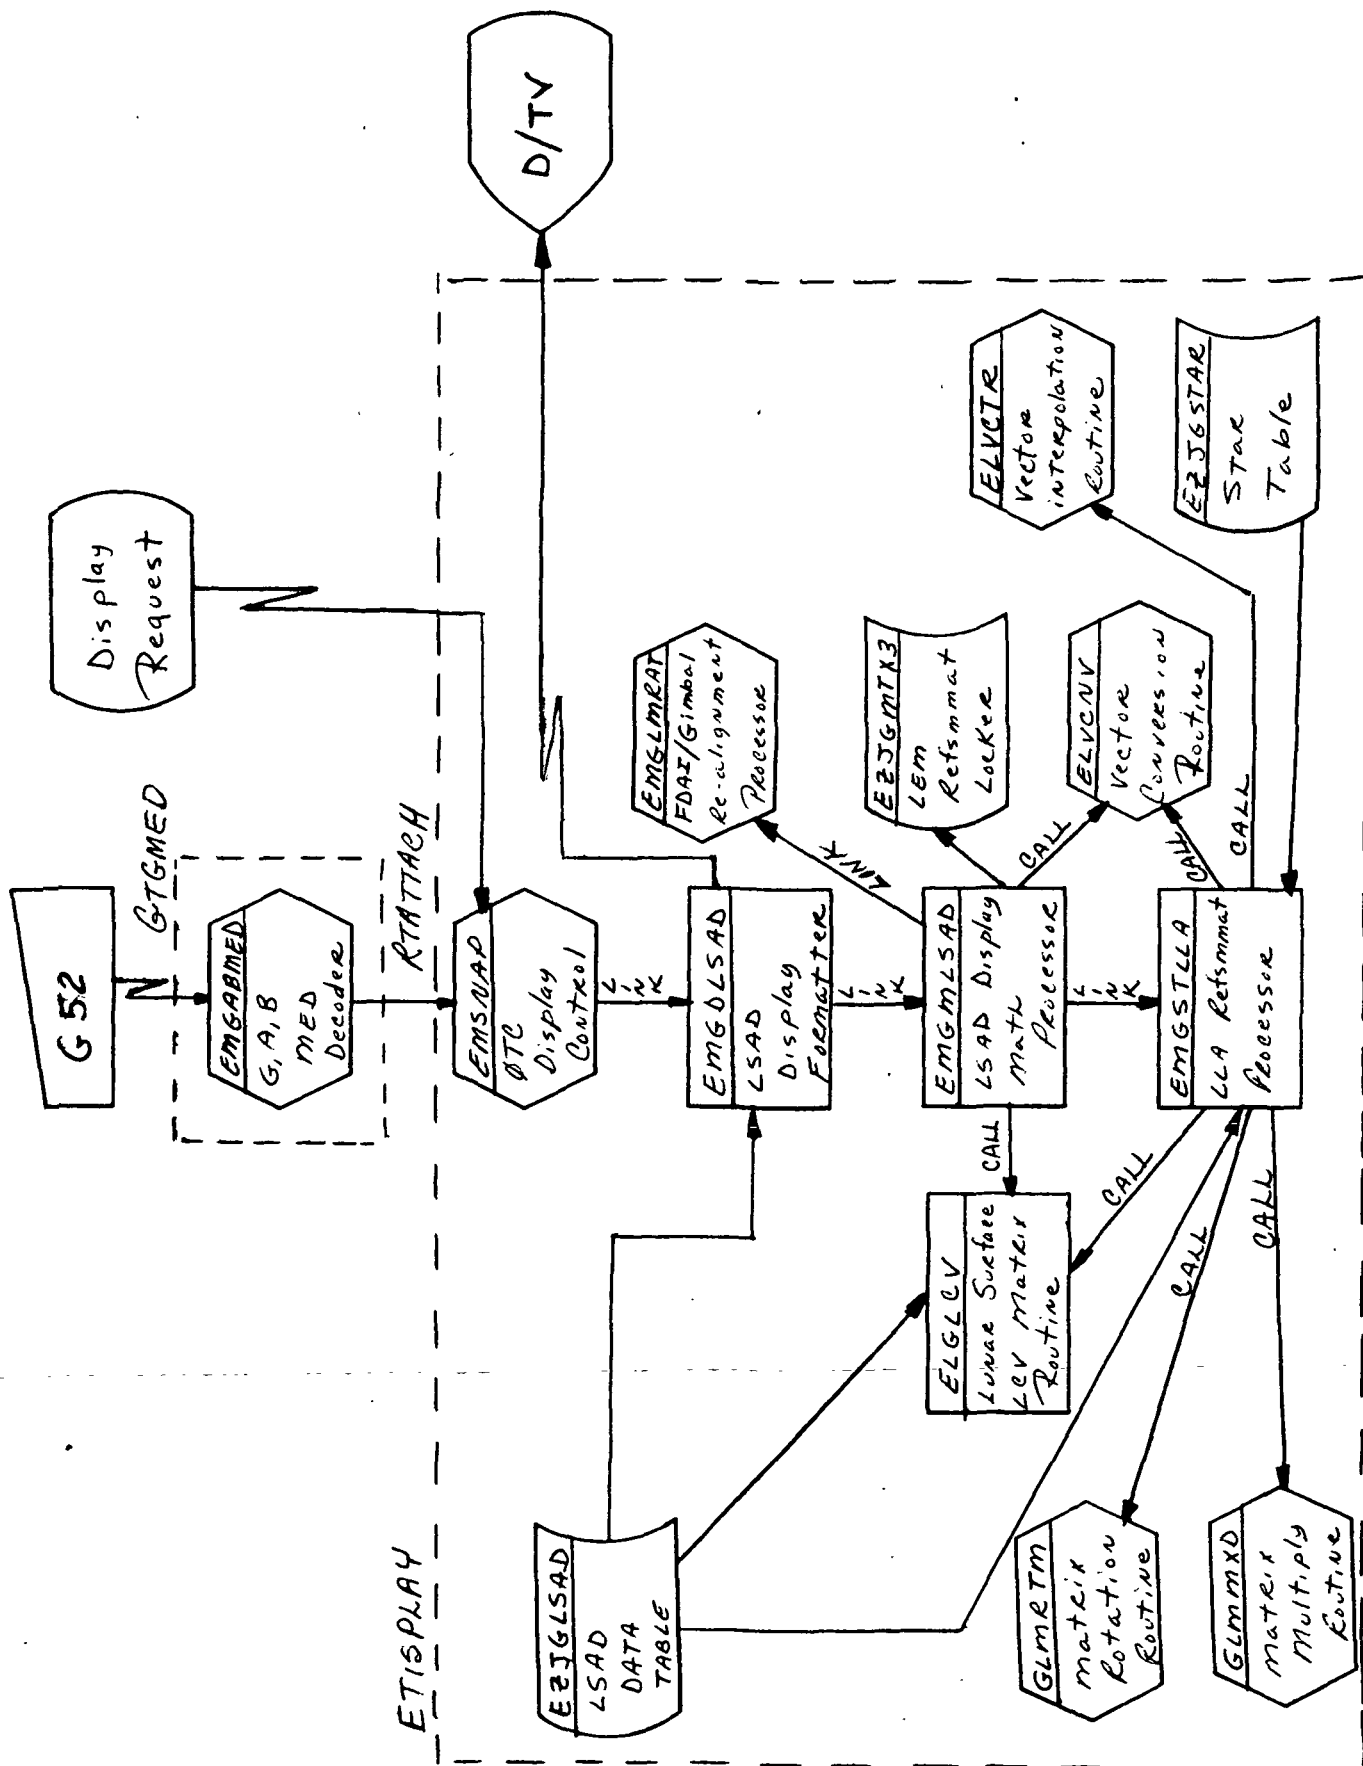 G52
GTGMED
EMGABMED
G, A, B
MED
Decoder
RTATTACH
Display
Request
ETISPLAY
EMSNAP
ØTC
Display
Control
LINK
D/TV
EZJGLSAD
LSAD
DATA
TABLE
EMGDLSAD
LSAD
Display
Formatter
LINK
EMGLMRAT
FDAI/Gimbal
Re-alignment
Processor
LINK
EMGMLSAD
LSAD Display
Math
Processor
EZJGMTX3
LEM
Refsmmat
Locker
CALL
ELGLCV
Lunar Surface
LCV Matrix
Routine
CALL
LINK
ELVCNV
Vector
Conversion
Routine
ELVCTR
Vector
interpolation
Routine
CALL
CALL
CALL
EMGSTLLA
LLA Refsmmat
Processor
EZJGSTAR
Star
Table
CALL
CALL
GLMRTM
Matrix
Rotation
Routine
GLMMXD
Matrix
Multiply
Routine